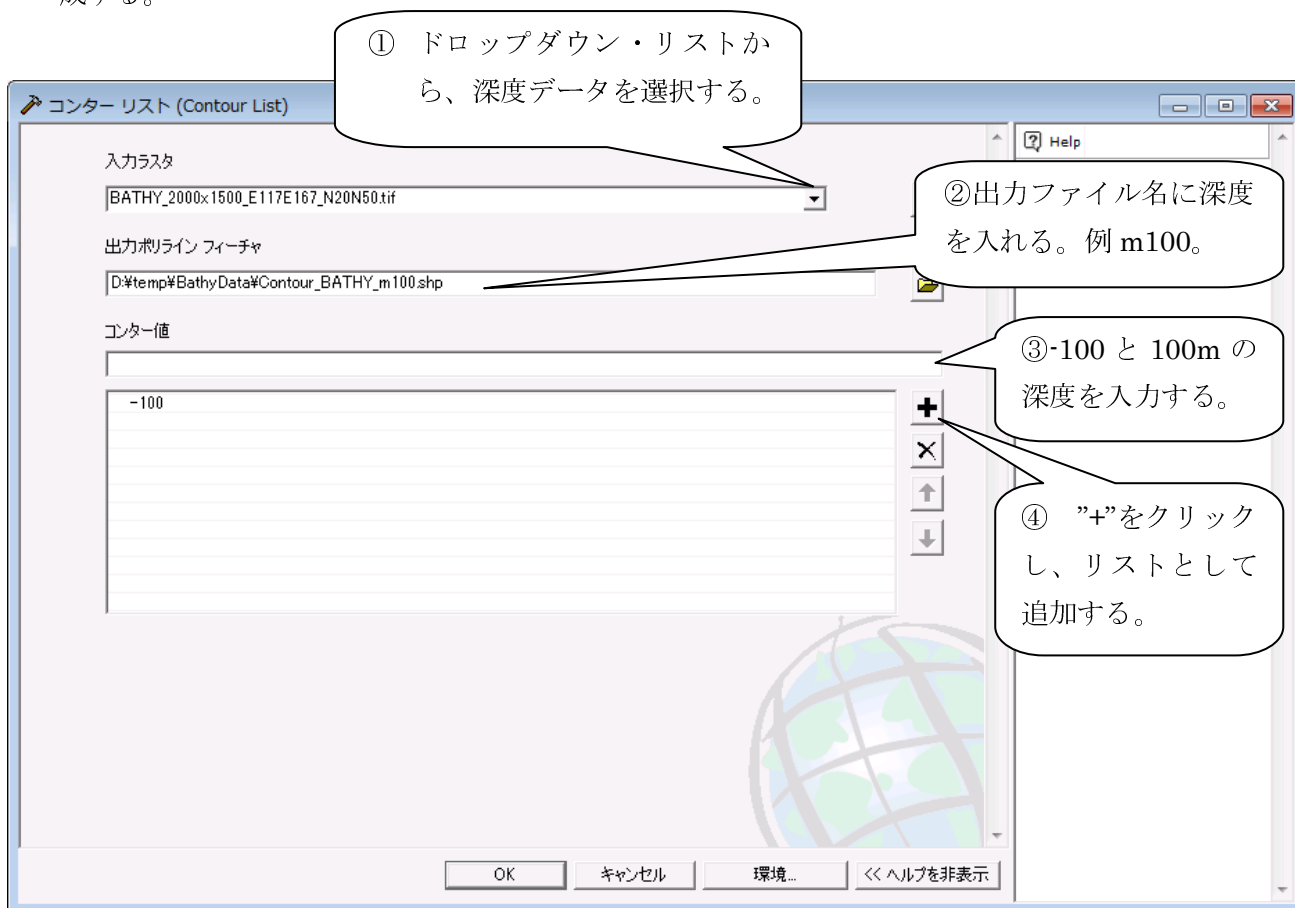 成する。
① ドロップダウン・リストか
ら、深度データを選択する。
コンター リスト (Contour List)
Help
入力ラスタ
BATHY_2000x1500_E117E167_N20N50.tif
②出力ファイル名に深度
を入れる。例 m100。
出力ポリライン フィーチャ
D:¥temp¥BathyData¥Contour_BATHY_m100.shp
コンター値
③-100 と 100m の
深度を入力する。
-100
④ ”+”をクリック
し、リストとして
追加する。
OK
キャンセル
環境...
<< ヘルプを非表示